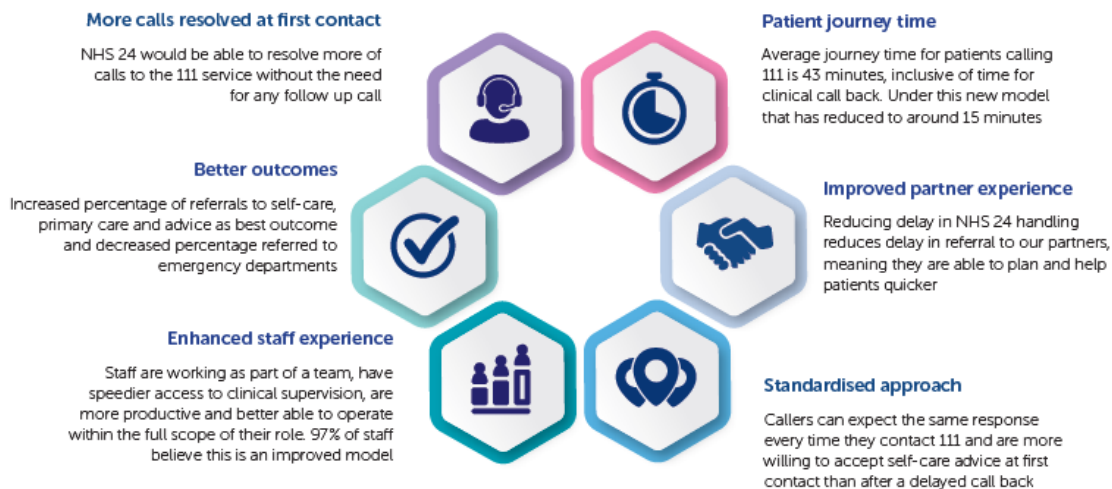 More calls resolved at first contact
NHS 24 would be able to resolve more of
calls to the 111 service without the need
for any follow up call
Patient journey time
Average journey time for patients calling
111 is 43 minutes, inclusive of time for
clinical call back. Under this new model
that has reduced to around 15 minutes
Better outcomes
Increased percentage of referrals to self-care,
primary care and advice as best outcome
and decreased percentage referred to
emergency departments
Improved partner experience
Reducing delay in NHS 24 handling
reduces delay in referral to our partners,
meaning they are able to plan and help
patients quicker
Enhanced staff experience
Staff are working as part of a team, have
speedier access to clinical supervision, are
more productive and better able to operate
within the full scope of their role. 97% of staff
believe this is an improved model
Standardised approach
Callers can expect the same response
every time they contact 111 and are more
willing to accept self-care advice at first
contact than after a delayed call back